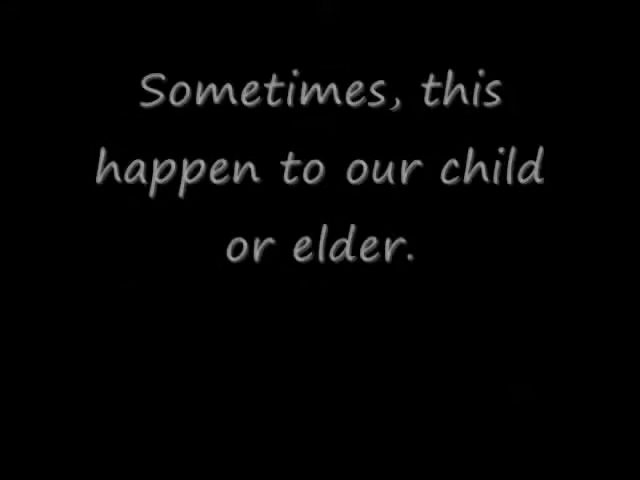 Sometimes, this
happen to our child
or elder.